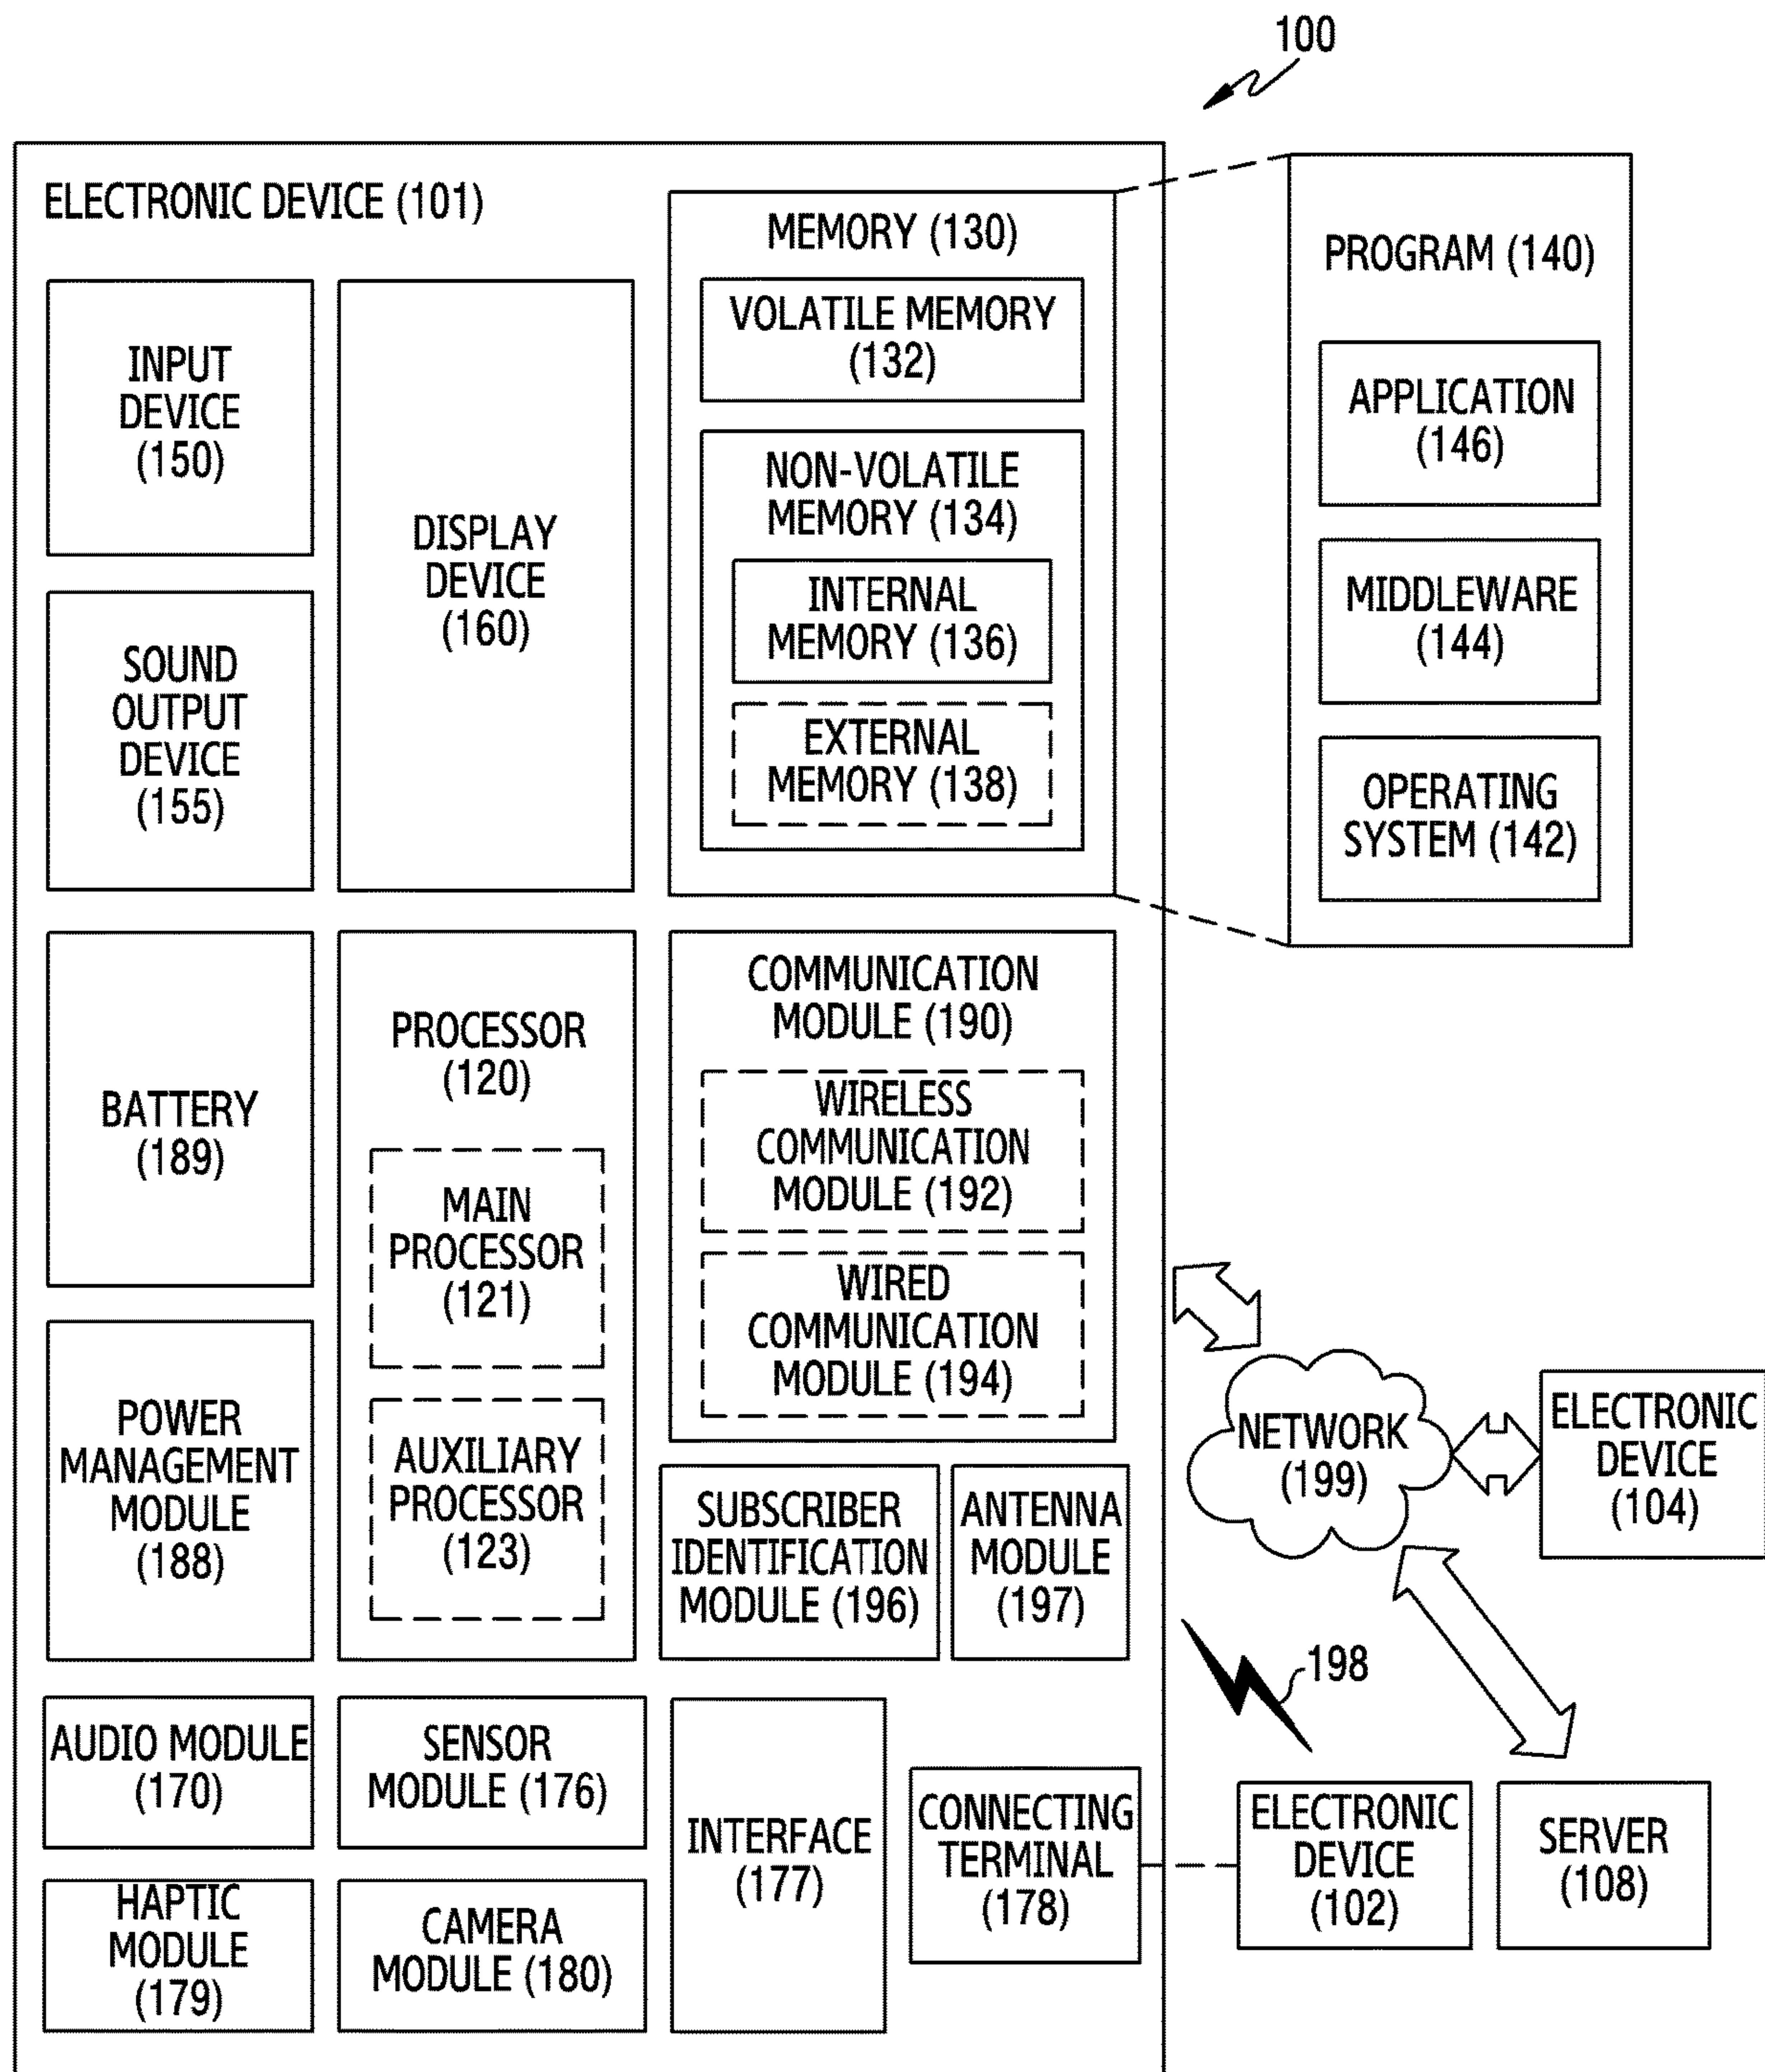 100
ELECTRONIC DEVICE (101)
INPUT
DEVICE
(150)
SOUND
OUTPUT
DEVICE
(155)
DISPLAY
DEVICE
(160)
MEMORY (130)
VOLATILE MEMORY
(132)
NON-VOLATILE
MEMORY (134)
INTERNAL
MEMORY (136)
EXTERNAL
MEMORY (138)
PROGRAM (140)
APPLICATION
(146)
MIDDLEWARE
(144)
OPERATING
SYSTEM (142)
BATTERY
(189)
POWER
MANAGEMENT
MODULE
(188)
PROCESSOR
(120)
MAIN
PROCESSOR
(121)
AUXILIARY
PROCESSOR
(123)
COMMUNICATION
MODULE (190)
WIRELESS
COMMUNICATION
MODULE (192)
WIRED
COMMUNICATION
MODULE (194)
SUBSCRIBER
IDENTIFICATION
MODULE (196)
ANTENNA
MODULE
(197)
NETWORK
(199)
ELECTRONIC
DEVICE
(104)
198
AUDIO MODULE
(170)
SENSOR
MODULE (176)
HAPTIC
MODULE
(179)
CAMERA
MODULE (180)
INTERFACE
(177)
CONNECTING
TERMINAL
(178)
ELECTRONIC
DEVICE
(102)
SERVER
(108)